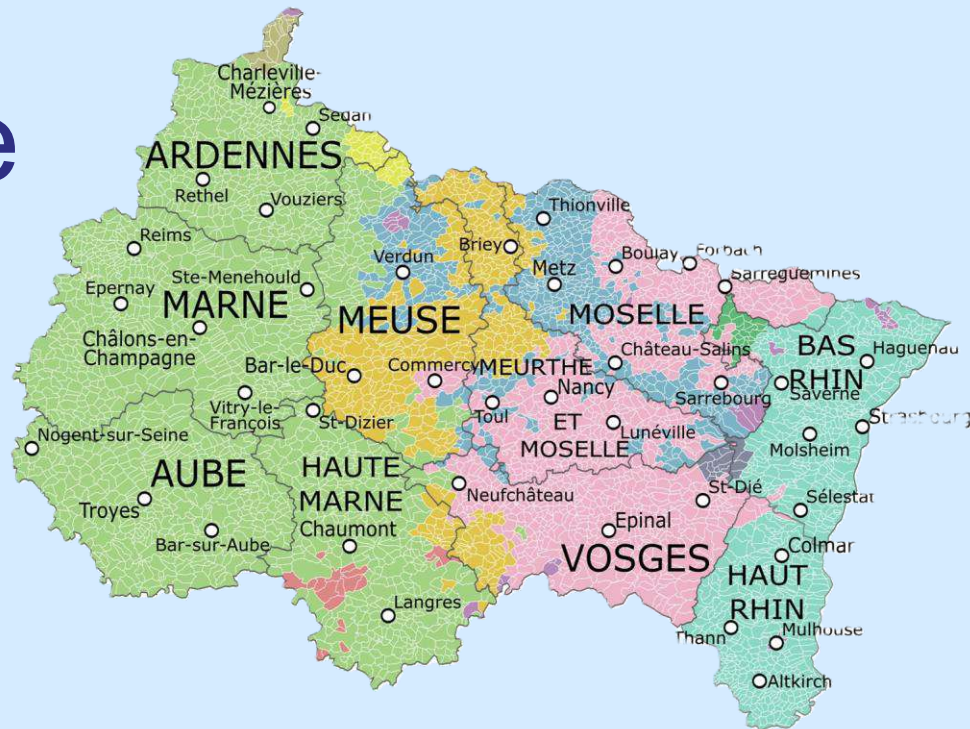 e
Charleville-
Mézières
Sedan
ARDENNES
Rethel
Vouziers
Reims
Thionville
Briey
Boulay
Forbach
Ste-Menehould
Verdun
Metz
Sarreguemines
Epernay
MARNE
MEUSE
MOSELLE
Châlons-en-
Champagne
BAS
RHIN
Haguenau
Bar-le-Duc
Commercy
MEURTHE
ET
MOSELLE
Château-Salins
Nancy
Sarrebourg
Saverne
Vitry-le-
François
St-Dizier
Toul
Lunéville
Strasbourg
Nogent-sur-Seine
Molsheim
AUBE
HAUTE
MARNE
Neufchâteau
St-Dié
Sélestat
Troyes
Chaumont
Epinal
Bar-sur-Aube
VOSGES
Colmar
HAUT
RHIN
Langres
Thann
Mulhouse
Altkirch